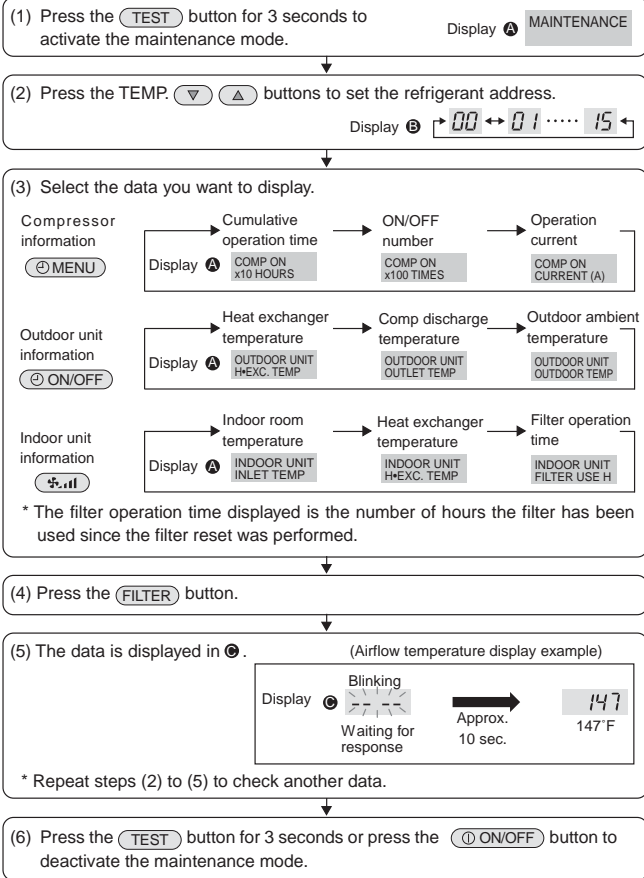 (1) Press the TEST button for 3 seconds to
activate the maintenance mode.
Display A MAINTENANCE
(2) Press the TEMP. ▽ △ buttons to set the refrigerant address.
Display B 00 ↔ 01 ····· 15
(3) Select the data you want to display.
Compressor
information
MENU
Cumulative
operation time
ON/OFF
number
Operation
current
Display A
COMP ON
x10 HOURS
COMP ON
x100 TIMES
COMP ON
CURRENT (A)
Outdoor unit
information
ON/OFF
Heat exchanger
temperature
Comp discharge
temperature
Outdoor ambient
temperature
Display A
OUTDOOR UNIT
H•EXC. TEMP
OUTDOOR UNIT
OUTLET TEMP
OUTDOOR UNIT
OUTDOOR TEMP
Indoor unit
information
Indoor room
temperature
Heat exchanger
temperature
Filter operation
time
Display A
INDOOR UNIT
INLET TEMP
INDOOR UNIT
H•EXC. TEMP
INDOOR UNIT
FILTER USE H
* The filter operation time displayed is the number of hours the filter has been
used since the filter reset was performed.
(4) Press the FILTER button.
(5) The data is displayed in C.
(Airflow temperature display example)
Display C
Blinking
-- --
Waiting for
response
Approx.
10 sec.
147
147°F
* Repeat steps (2) to (5) to check another data.
(6) Press the TEST button for 3 seconds or press the ON/OFF button to
deactivate the maintenance mode.